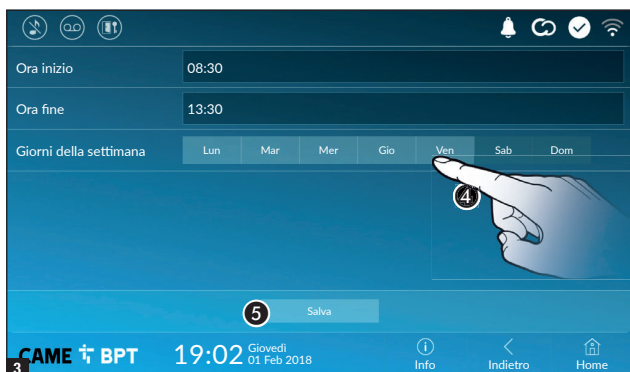 Ora inizio 08:30
Ora fine 13:30
Giorni della settimana Lun Mar Mer Gio Ven Sab Dom
4
5 Salva
CAME BPT 19:02 Giovedì 01 Feb 2018 Info Indietro Home
3